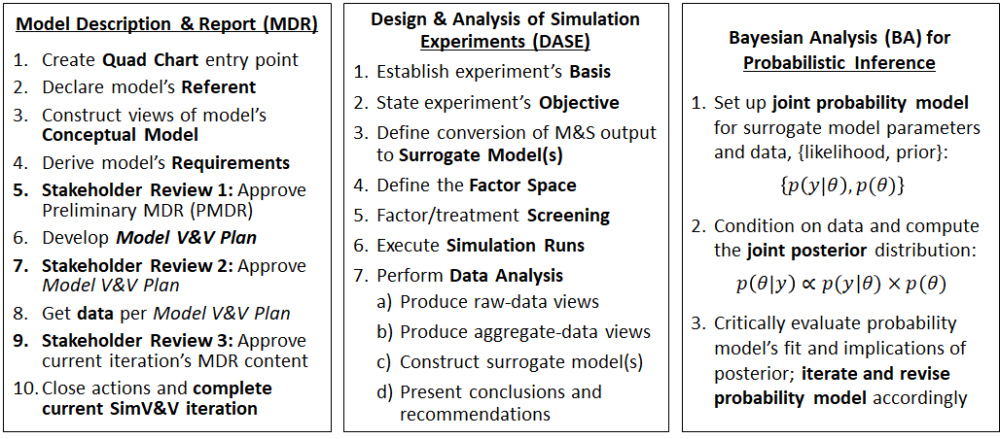 Model Description & Report (MDR)
1. Create Quad Chart entry point
2. Declare model's Referent
3. Construct views of model's
Conceptual Model
4. Derive model's Requirements
5. Stakeholder Review 1: Approve
Preliminary MDR (PMDR)
6. Develop Model V&V Plan
7. Stakeholder Review 2: Approve
Model V&V Plan
8. Get data per Model V&V Plan
9. Stakeholder Review 3: Approve
current iteration's MDR content
10. Close actions and complete
current SimV&V iteration
Design & Analysis of Simulation
Experiments (DASE)
1. Establish experiment's Basis
2. State experiment's Objective
3. Define conversion of M&S output
to Surrogate Model(s)
4. Define the Factor Space
5. Factor/treatment Screening
6. Execute Simulation Runs
7. Perform Data Analysis
a) Produce raw-data views
b) Produce aggregate-data views
c) Construct surrogate model(s)
d) Present conclusions and
recommendations
Bayesian Analysis (BA) for
Probabilistic Inference
1. Set up joint probability model
for surrogate model parameters
and data, {likelihood, prior}:
{p(y|θ), p(θ)}
2. Condition on data and compute
the joint posterior distribution:
p(θ|y) ∝ p(y|θ) × p(θ)
3. Critically evaluate probability
model's fit and implications of
posterior; iterate and revise
probability model accordingly